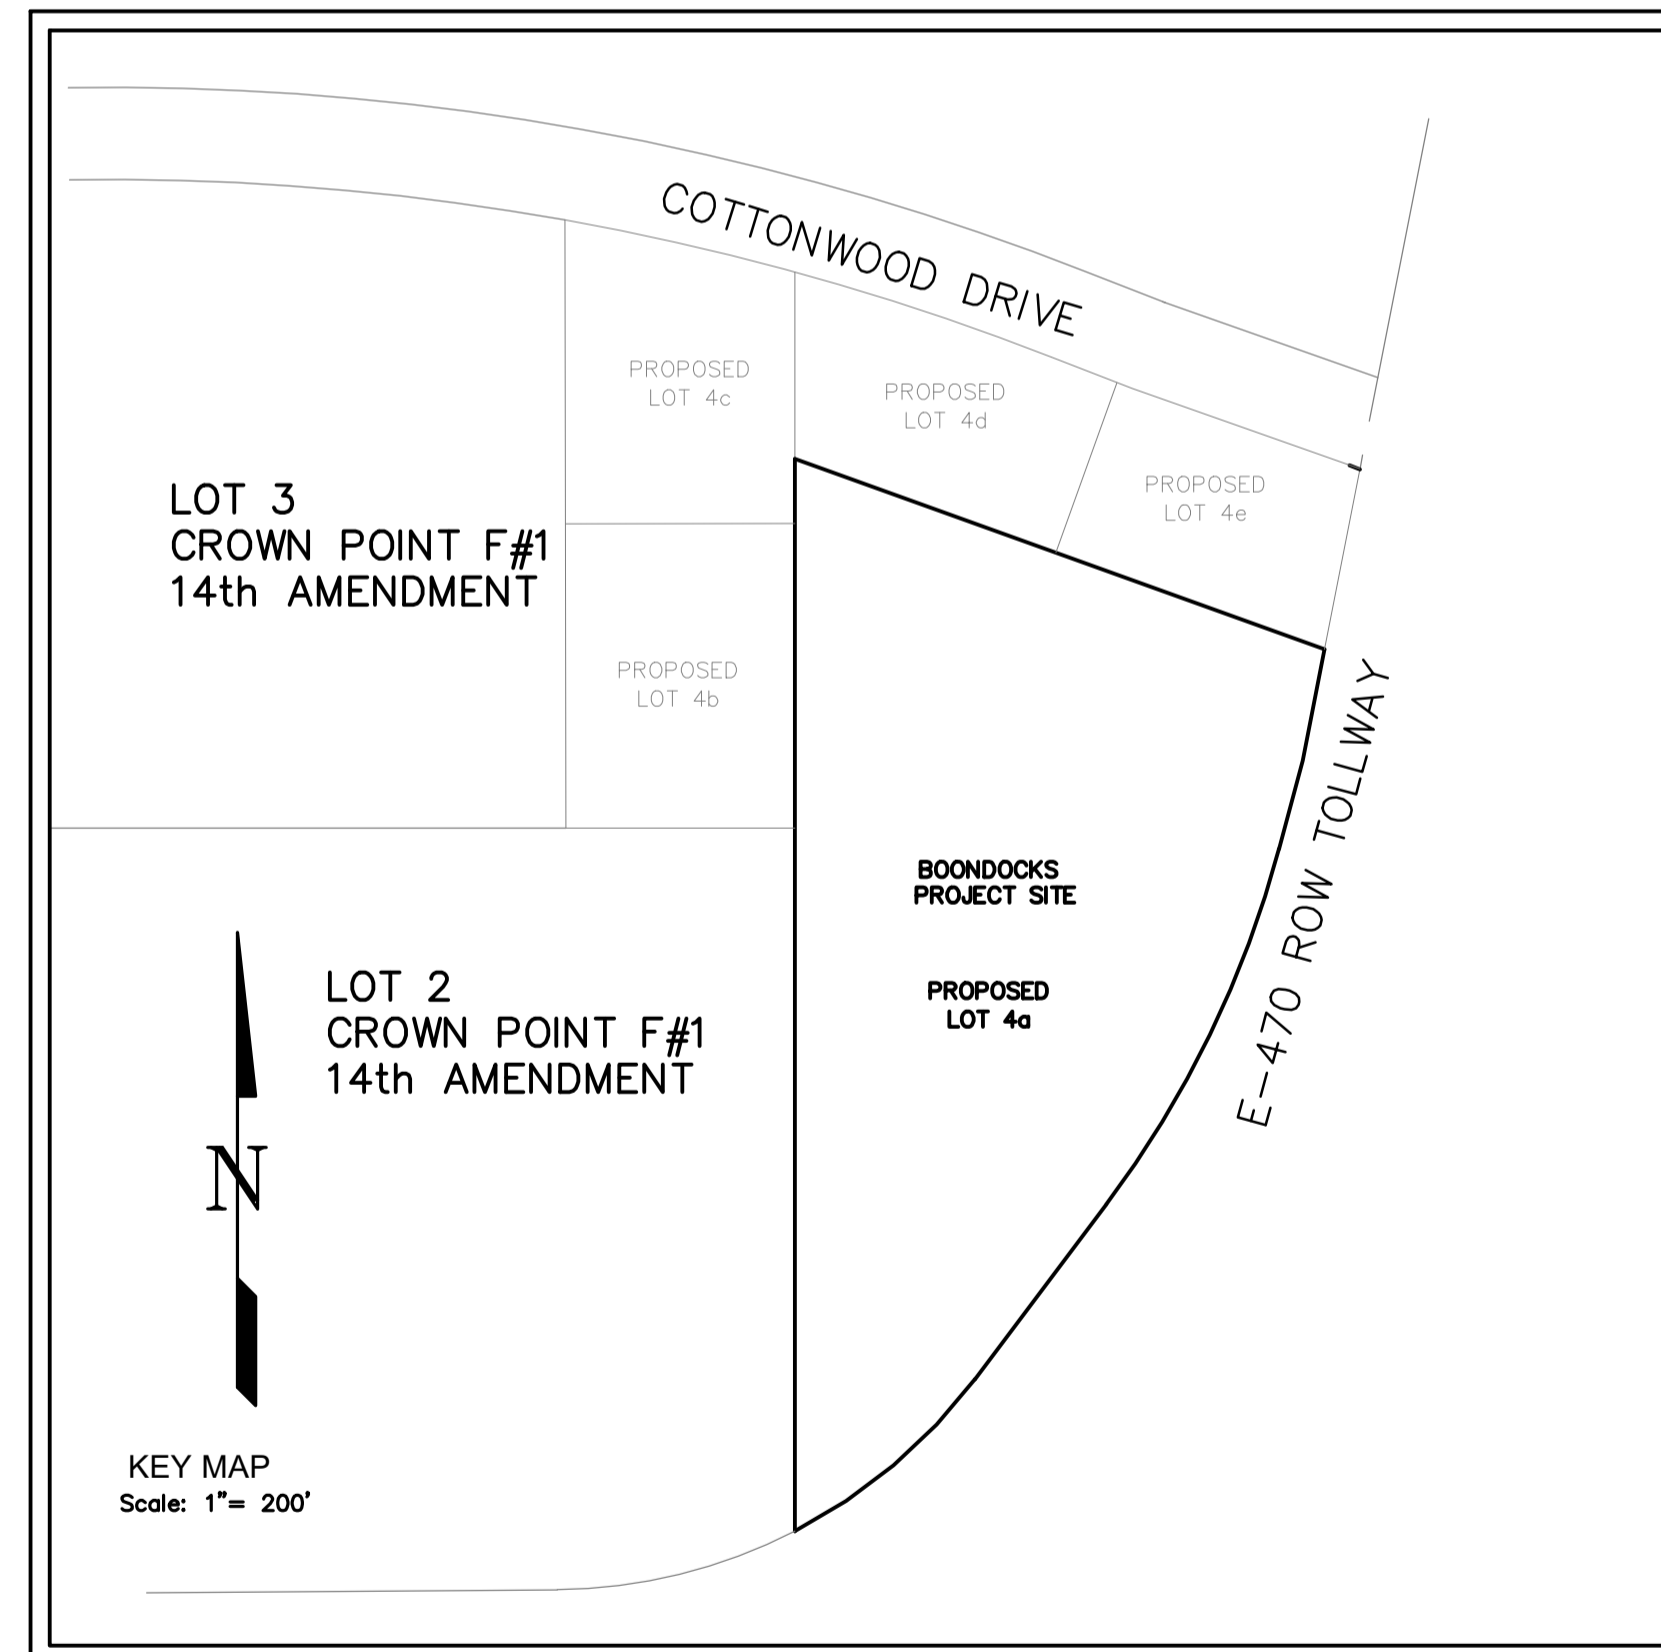 COTTONWOOD DRIVE
PROPOSED
LOT 4c
PROPOSED
LOT 4d
PROPOSED
LOT 4e
LOT 3
CROWN POINT F#1
14th AMENDMENT
PROPOSED
LOT 4b
E-470 ROW TOLLWAY
BOONDOCKS
PROJECT SITE
PROPOSED
LOT 4a
LOT 2
CROWN POINT F#1
14th AMENDMENT
N
KEY MAP
Scale: 1"= 200'